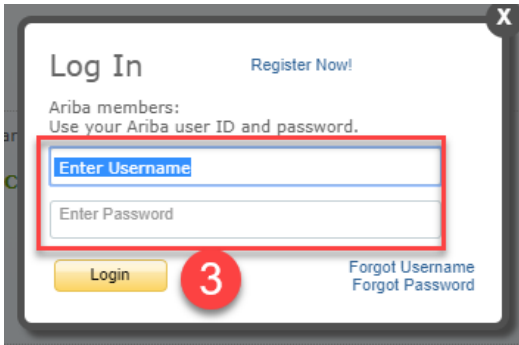 X
Log In
Register Now!
Ariba members:
Use your Ariba user ID and password.
Enter Username
Enter Password
Login
3
Forgot Username
Forgot Password